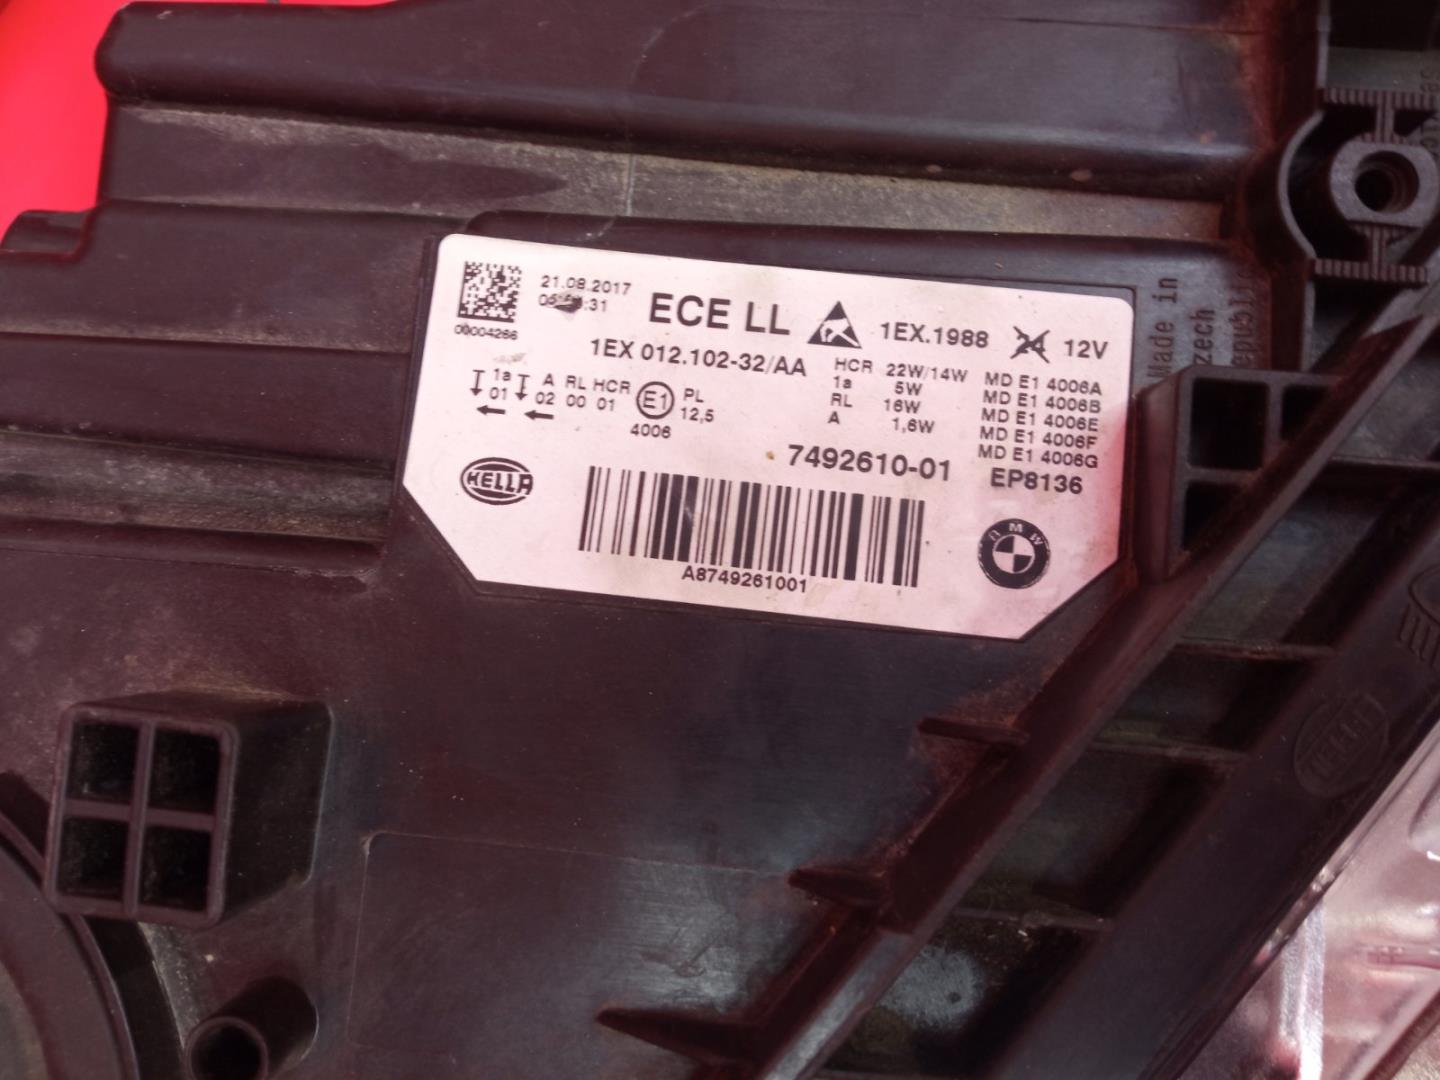 21.08.2017
ECE LL
1EX.1988
24 12V
00004266
1EX 012.102-32/AA
HCR 22W/14W
1a 5W
RL 16W
A 1,6W
MD E1 4006A
MD E1 4006B
MD E1 4006E
MD E1 4006F
MD E1 4006G
1a A RL HCR E1 PL
01 02 00 01 12,5
4006
7492610-01
EP8136
HELLA
BMW
A8749261001
Made in
HELLA